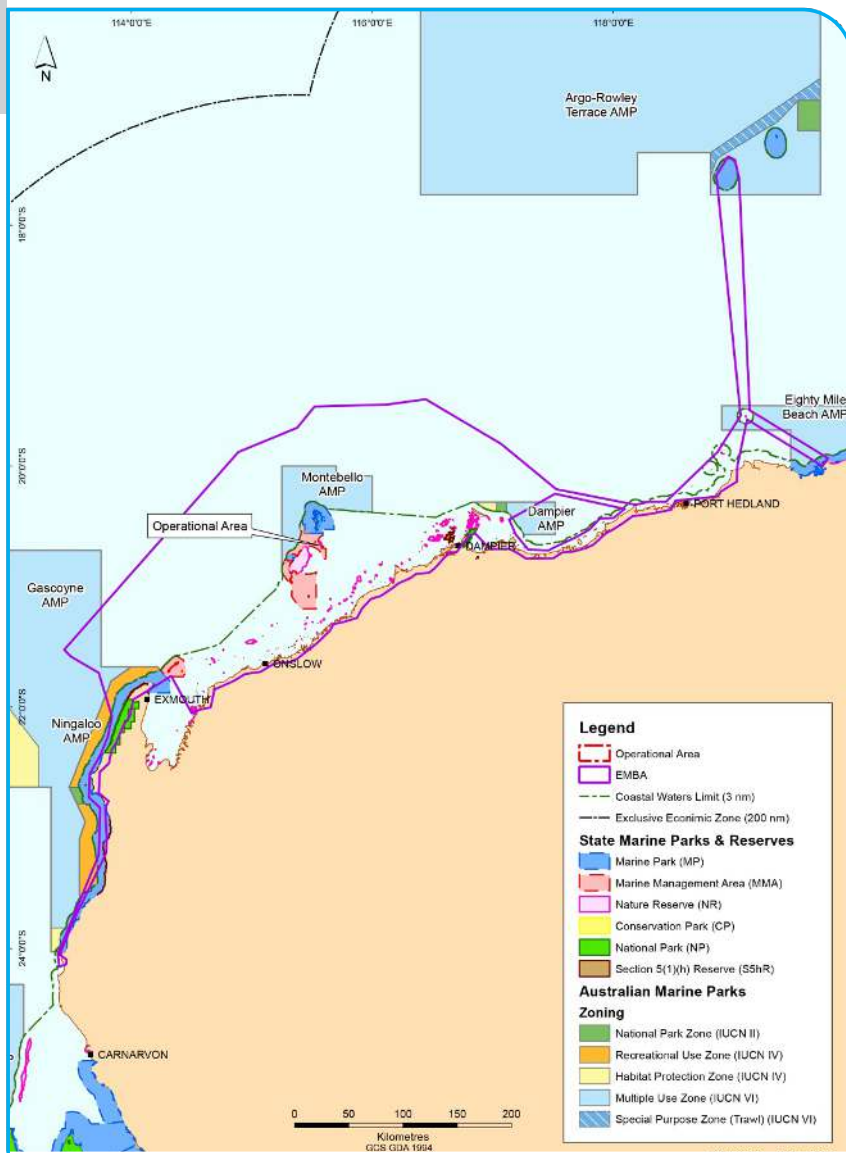 114°0'0"E
116°0'0"E
118°0'0"E
N
Argo-Rowley
Terrace AMP
18°0'0"S
Eighty Mile
Beach AMP
20°0'0"S
Montebello
AMP
PORT HEDLAND
Operational Area
Dampier
AMP
DAMPIER
Gascoyne
AMP
ONSLOW
EXMOUTH
22°0'0"S
Ningaloo
AMP
24°0'0"S
CARNARVON
0 50 100 150 200
Kilometres
GCS GDA 1994
Legend
Operational Area
EMBA
Coastal Waters Limit (3 nm)
Exclusive Econimic Zone (200 nm)
State Marine Parks & Reserves
Marine Park (MP)
Marine Management Area (MMA)
Nature Reserve (NR)
Conservation Park (CP)
National Park (NP)
Section 5(1)(h) Reserve (S5hR)
Australian Marine Parks
Zoning
National Park Zone (IUCN II)
Recreational Use Zone (IUCN IV)
Habitat Protection Zone (IUCN IV)
Multiple Use Zone (IUCN VI)
Special Purpose Zone (Trawl) (IUCN VI)